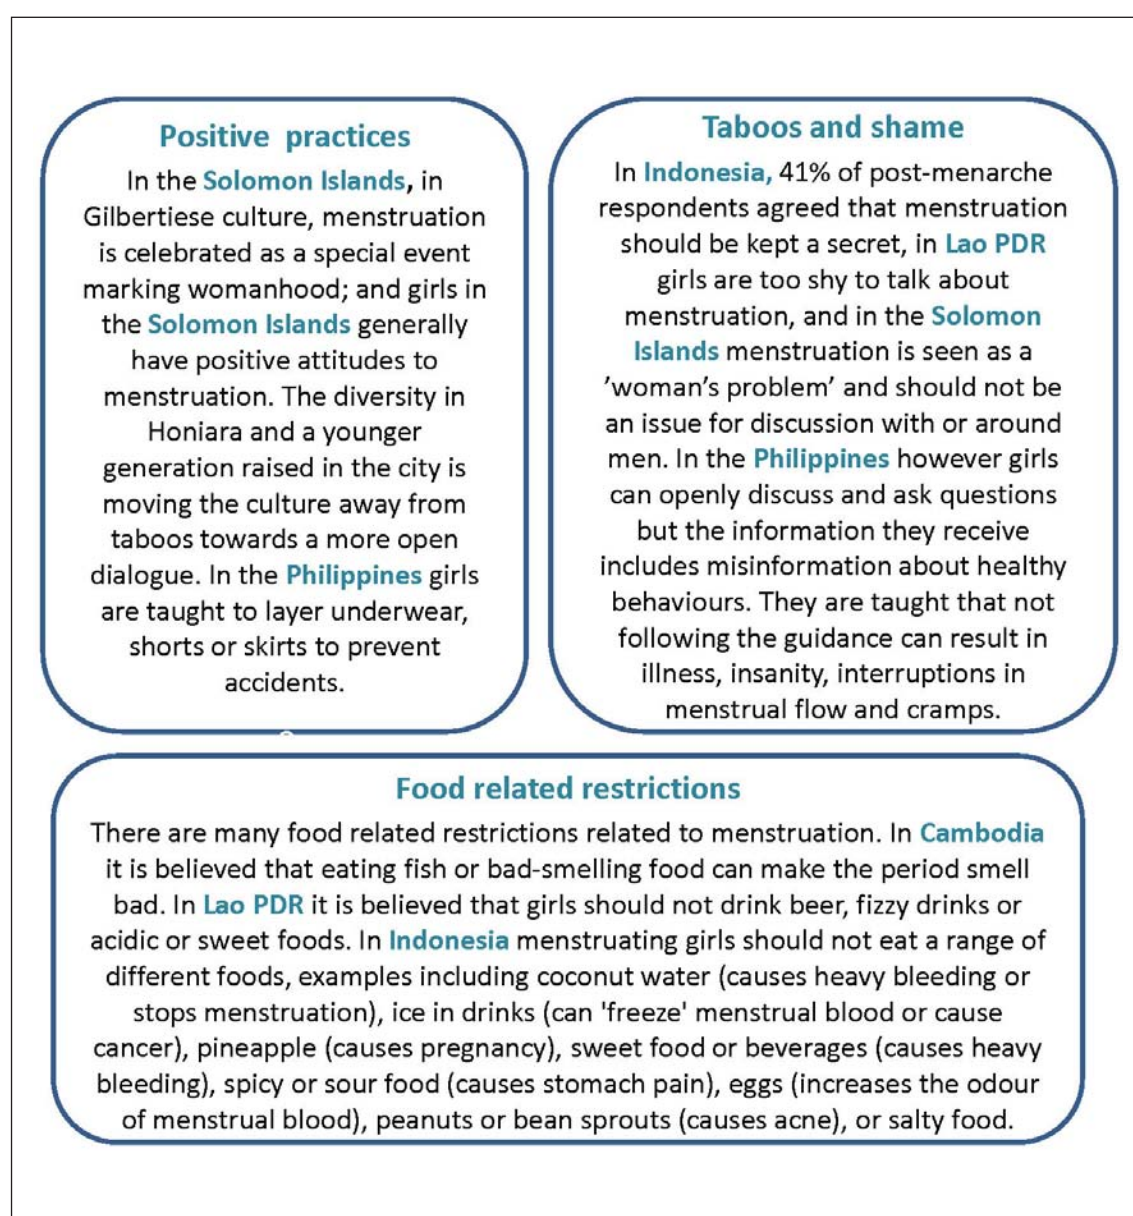 Positive practices
In the Solomon Islands, in
Gilbertiese culture, menstruation
is celebrated as a special event
marking womanhood; and girls in
the Solomon Islands generally
have positive attitudes to
menstruation. The diversity in
Honiara and a younger
generation raised in the city is
moving the culture away from
taboos towards a more open
dialogue. In the Philippines girls
are taught to layer underwear,
shorts or skirts to prevent
accidents.
Taboos and shame
In Indonesia, 41% of post-menarche
respondents agreed that menstruation
should be kept a secret, in Lao PDR
girls are too shy to talk about
menstruation, and in the Solomon
Islands menstruation is seen as a
’woman’s problem’ and should not be
an issue for discussion with or around
men. In the Philippines however girls
can openly discuss and ask questions
but the information they receive
includes misinformation about healthy
behaviours. They are taught that not
following the guidance can result in
illness, insanity, interruptions in
menstrual flow and cramps.
Food related restrictions
There are many food related restrictions related to menstruation. In Cambodia
it is believed that eating fish or bad-smelling food can make the period smell
bad. In Lao PDR it is believed that girls should not drink beer, fizzy drinks or
acidic or sweet foods. In Indonesia menstruating girls should not eat a range of
different foods, examples including coconut water (causes heavy bleeding or
stops menstruation), ice in drinks (can 'freeze' menstrual blood or cause
cancer), pineapple (causes pregnancy), sweet food or beverages (causes heavy
bleeding), spicy or sour food (causes stomach pain), eggs (increases the odour
of menstrual blood), peanuts or bean sprouts (causes acne), or salty food.